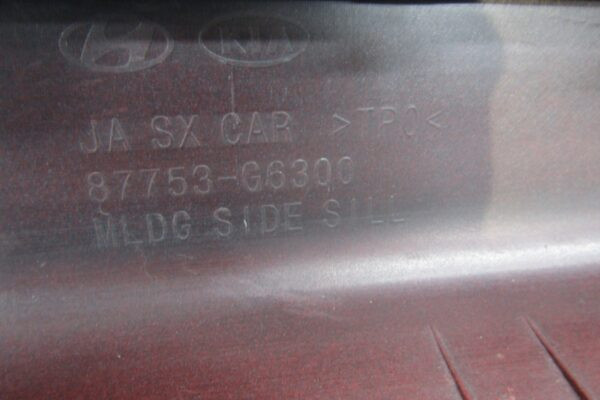 KIA
JA SX CAR >TPO<
87753-G6300
MLDG SIDE SILL